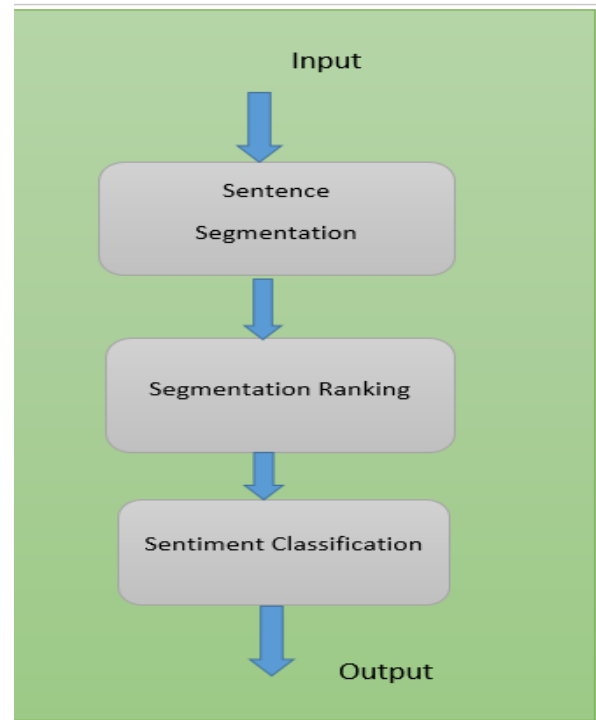 Input
Sentence
Segmentation
Segmentation Ranking
Sentiment Classification
Output